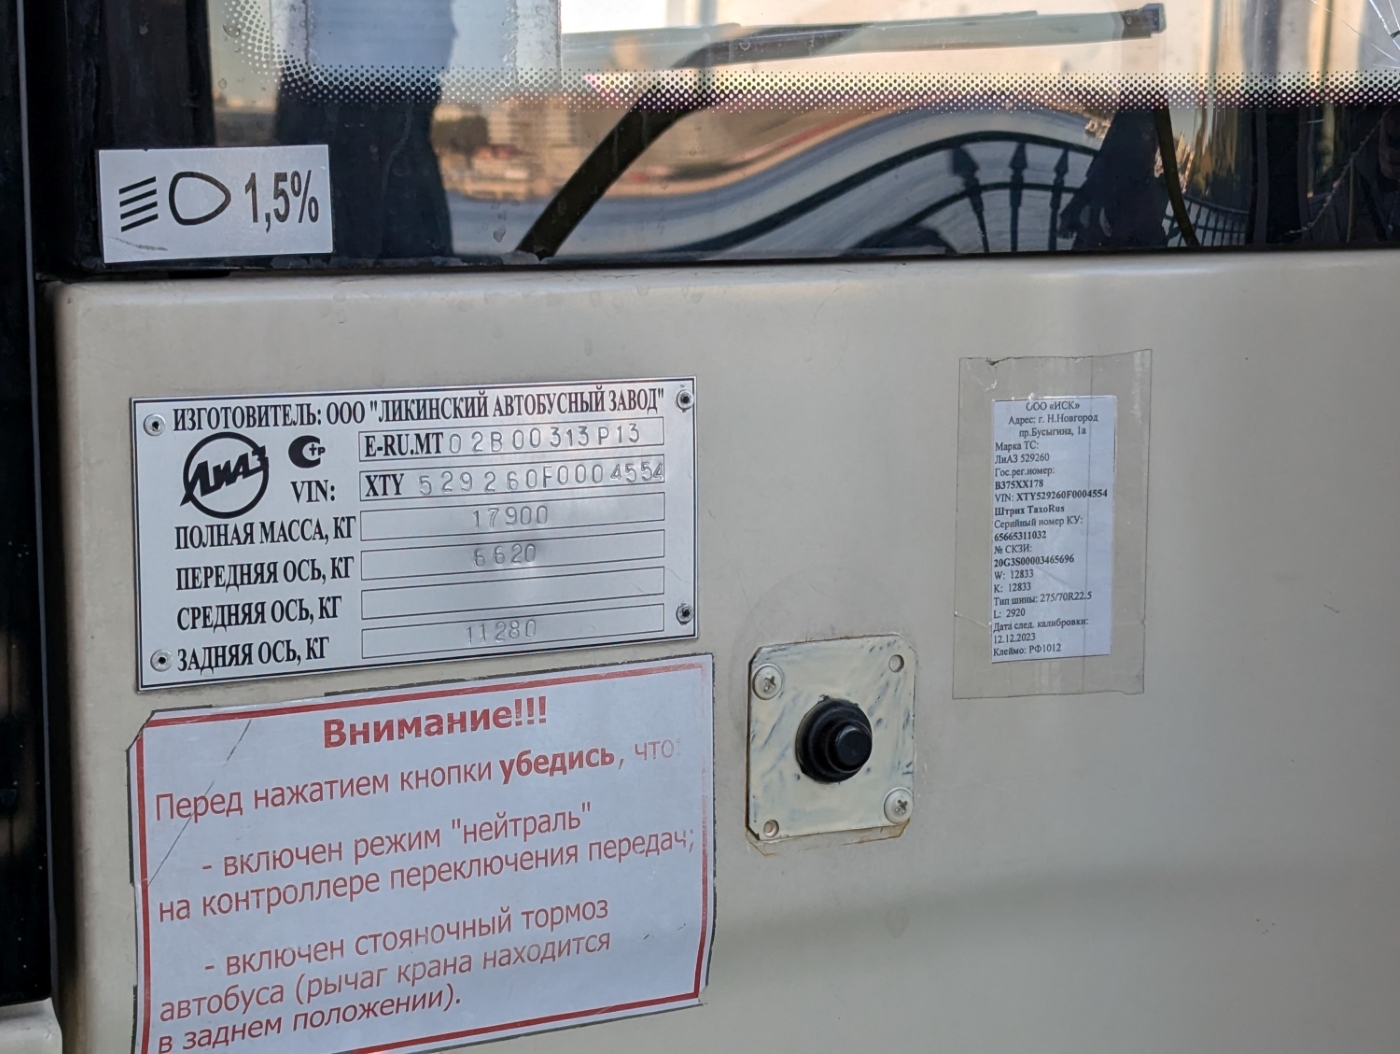 1,5%
ИЗГОТОВИТЕЛЬ: ООО "ЛИКИНСКИЙ АВТОБУСНЫЙ ЗАВОД"
ЛиАЗ
E-RU.MT 02B00313P13
VIN: XTY 529260F0004554
ПОЛНАЯ МАССА, КГ 17900
ПЕРЕДНЯЯ ОСЬ, КГ 6620
СРЕДНЯЯ ОСЬ, КГ
ЗАДНЯЯ ОСЬ, КГ 11280
Внимание!!!
Перед нажатием кнопки убедись, что:
- включен режим "нейтраль"
на контроллере переключения передач;
- включен стояночный тормоз
автобуса (рычаг крана находится
в заднем положении).
ООО «ИСК»
Адрес: г. Н.Новгород
пр.Бусыгина, 1а
Марка ТС:
ЛиАЗ 529260
Гос.рег.номер:
В375ХХ178
VIN: XTY529260F0004554
Штрих ТахоRus
Серийный номер КУ:
65665311032
№ СКЗИ:
20G3S00003465696
W: 12833
K: 12833
Тип шины: 275/70R22.5
L: 2920
Дата след. калибровки:
12.12.2023
Клеймо: РФ1012